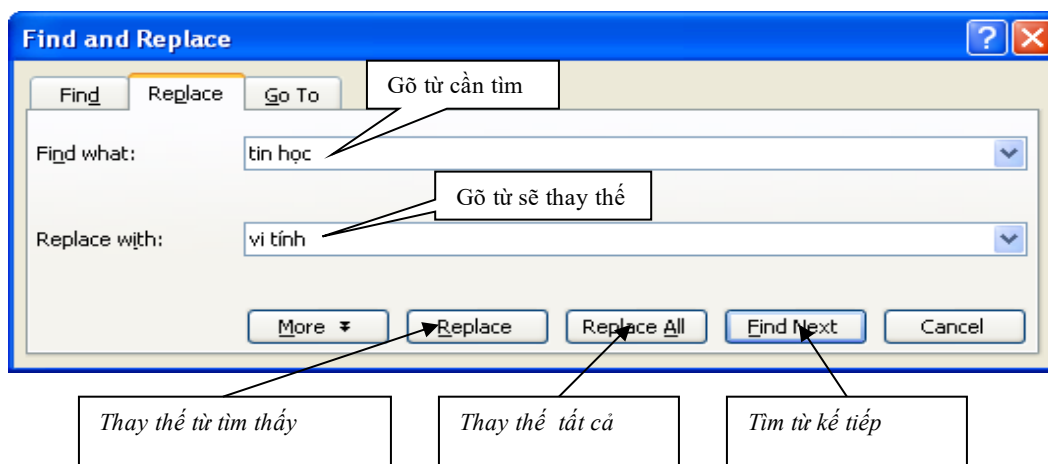 Find and Replace
Find Replace Go To
Gõ từ cần tìm
Find what: tin học
Gõ từ sẽ thay thế
Replace with: vi tính
More Replace Replace All Find Next Cancel
Thay thế từ tìm thấy Thay thế tất cả Tìm từ kế tiếp